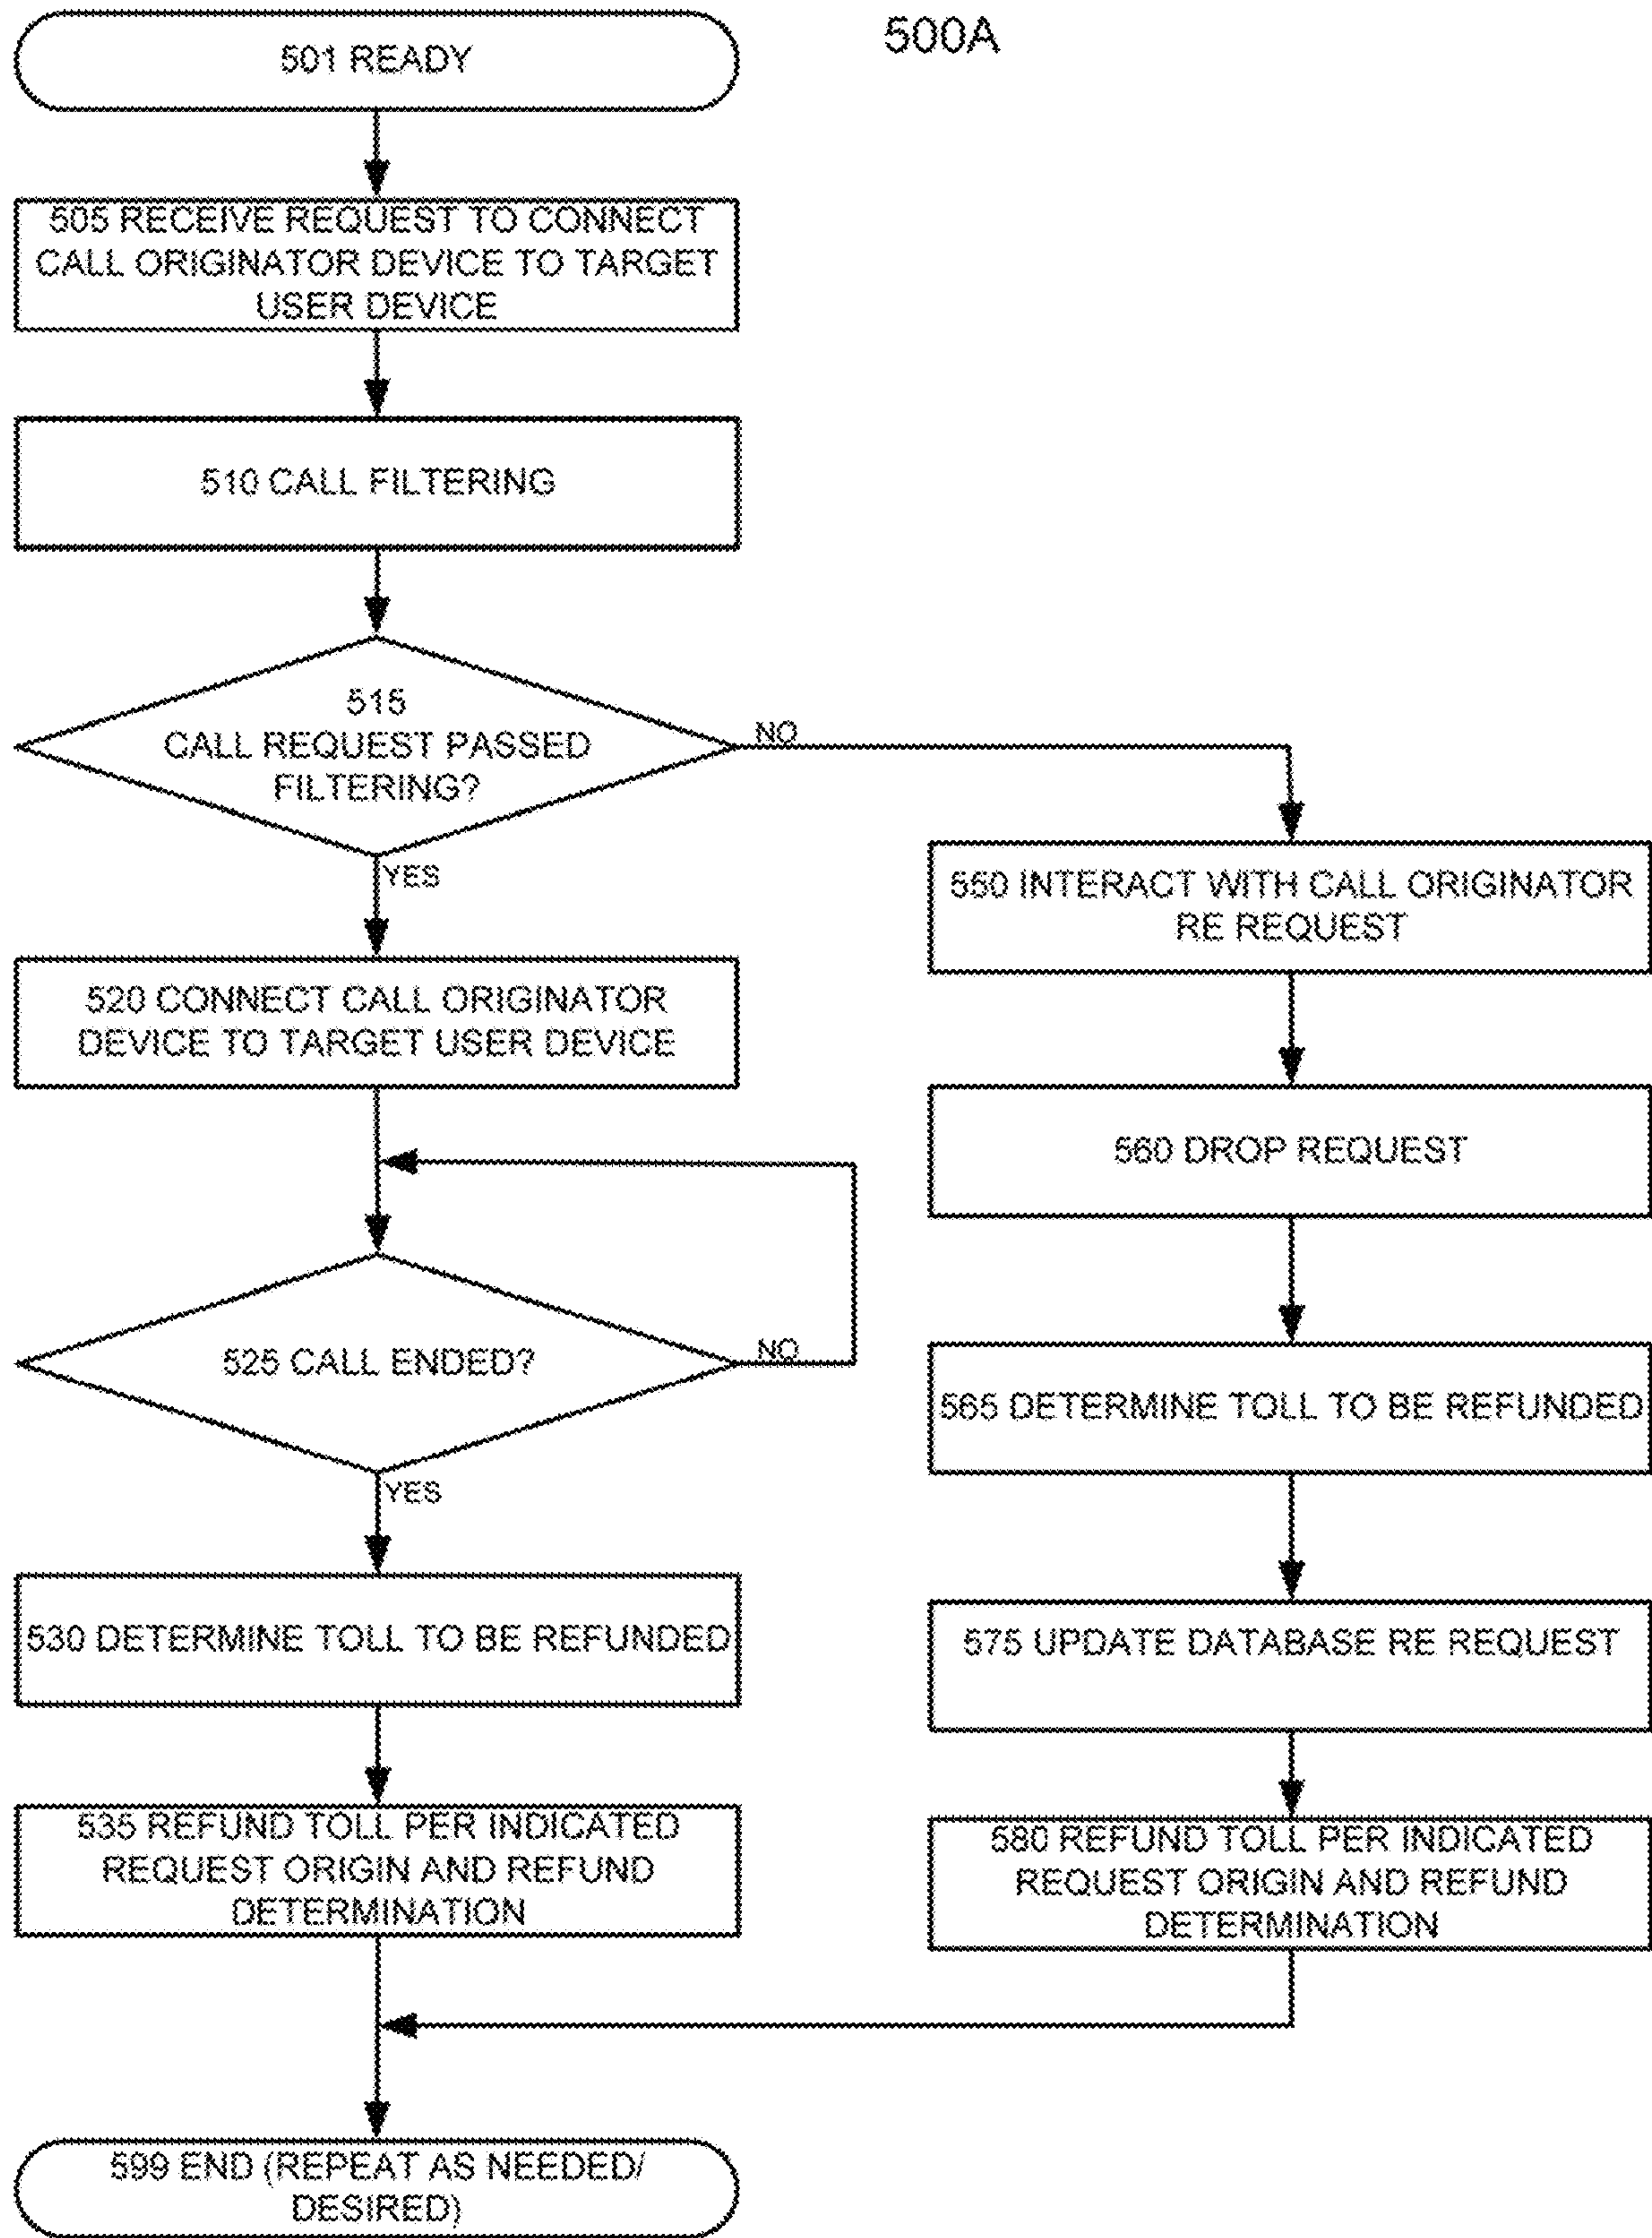 500A
501 READY
505 RECEIVE REQUEST TO CONNECT
CALL ORIGINATOR DEVICE TO TARGET
USER DEVICE
510 CALL FILTERING
515
CALL REQUEST PASSED
FILTERING?
NO
YES
520 CONNECT CALL ORIGINATOR
DEVICE TO TARGET USER DEVICE
525 CALL ENDED?
NO
YES
530 DETERMINE TOLL TO BE REFUNDED
535 REFUND TOLL PER INDICATED
REQUEST ORIGIN AND REFUND
DETERMINATION
550 INTERACT WITH CALL ORIGINATOR
RE REQUEST
560 DROP REQUEST
565 DETERMINE TOLL TO BE REFUNDED
575 UPDATE DATABASE RE REQUEST
580 REFUND TOLL PER INDICATED
REQUEST ORIGIN AND REFUND
DETERMINATION
599 END (REPEAT AS NEEDED/
DESIRED)